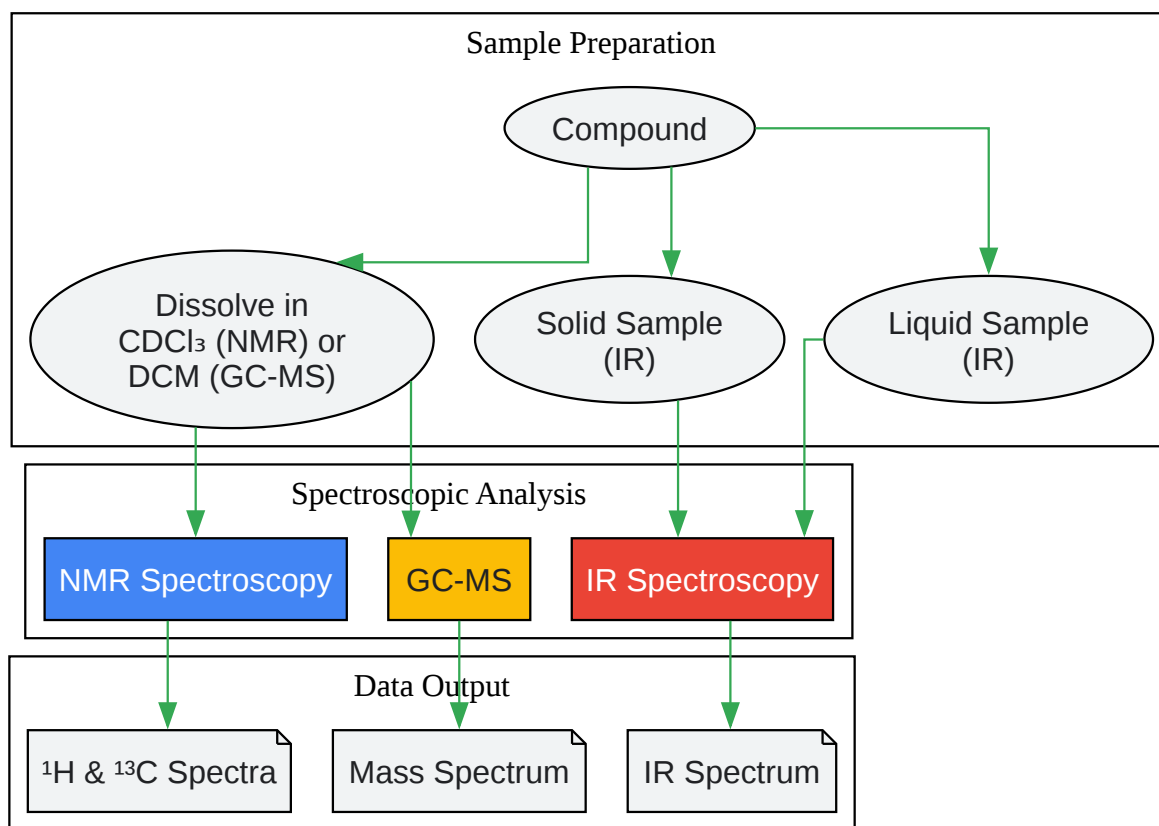 Sample Preparation
Compound
Dissolve in
CDCl₃ (NMR) or
DCM (GC-MS)
Solid Sample
(IR)
Liquid Sample
(IR)
Spectroscopic Analysis
NMR Spectroscopy
GC-MS
IR Spectroscopy
Data Output
¹H & ¹³C Spectra
Mass Spectrum
IR Spectrum